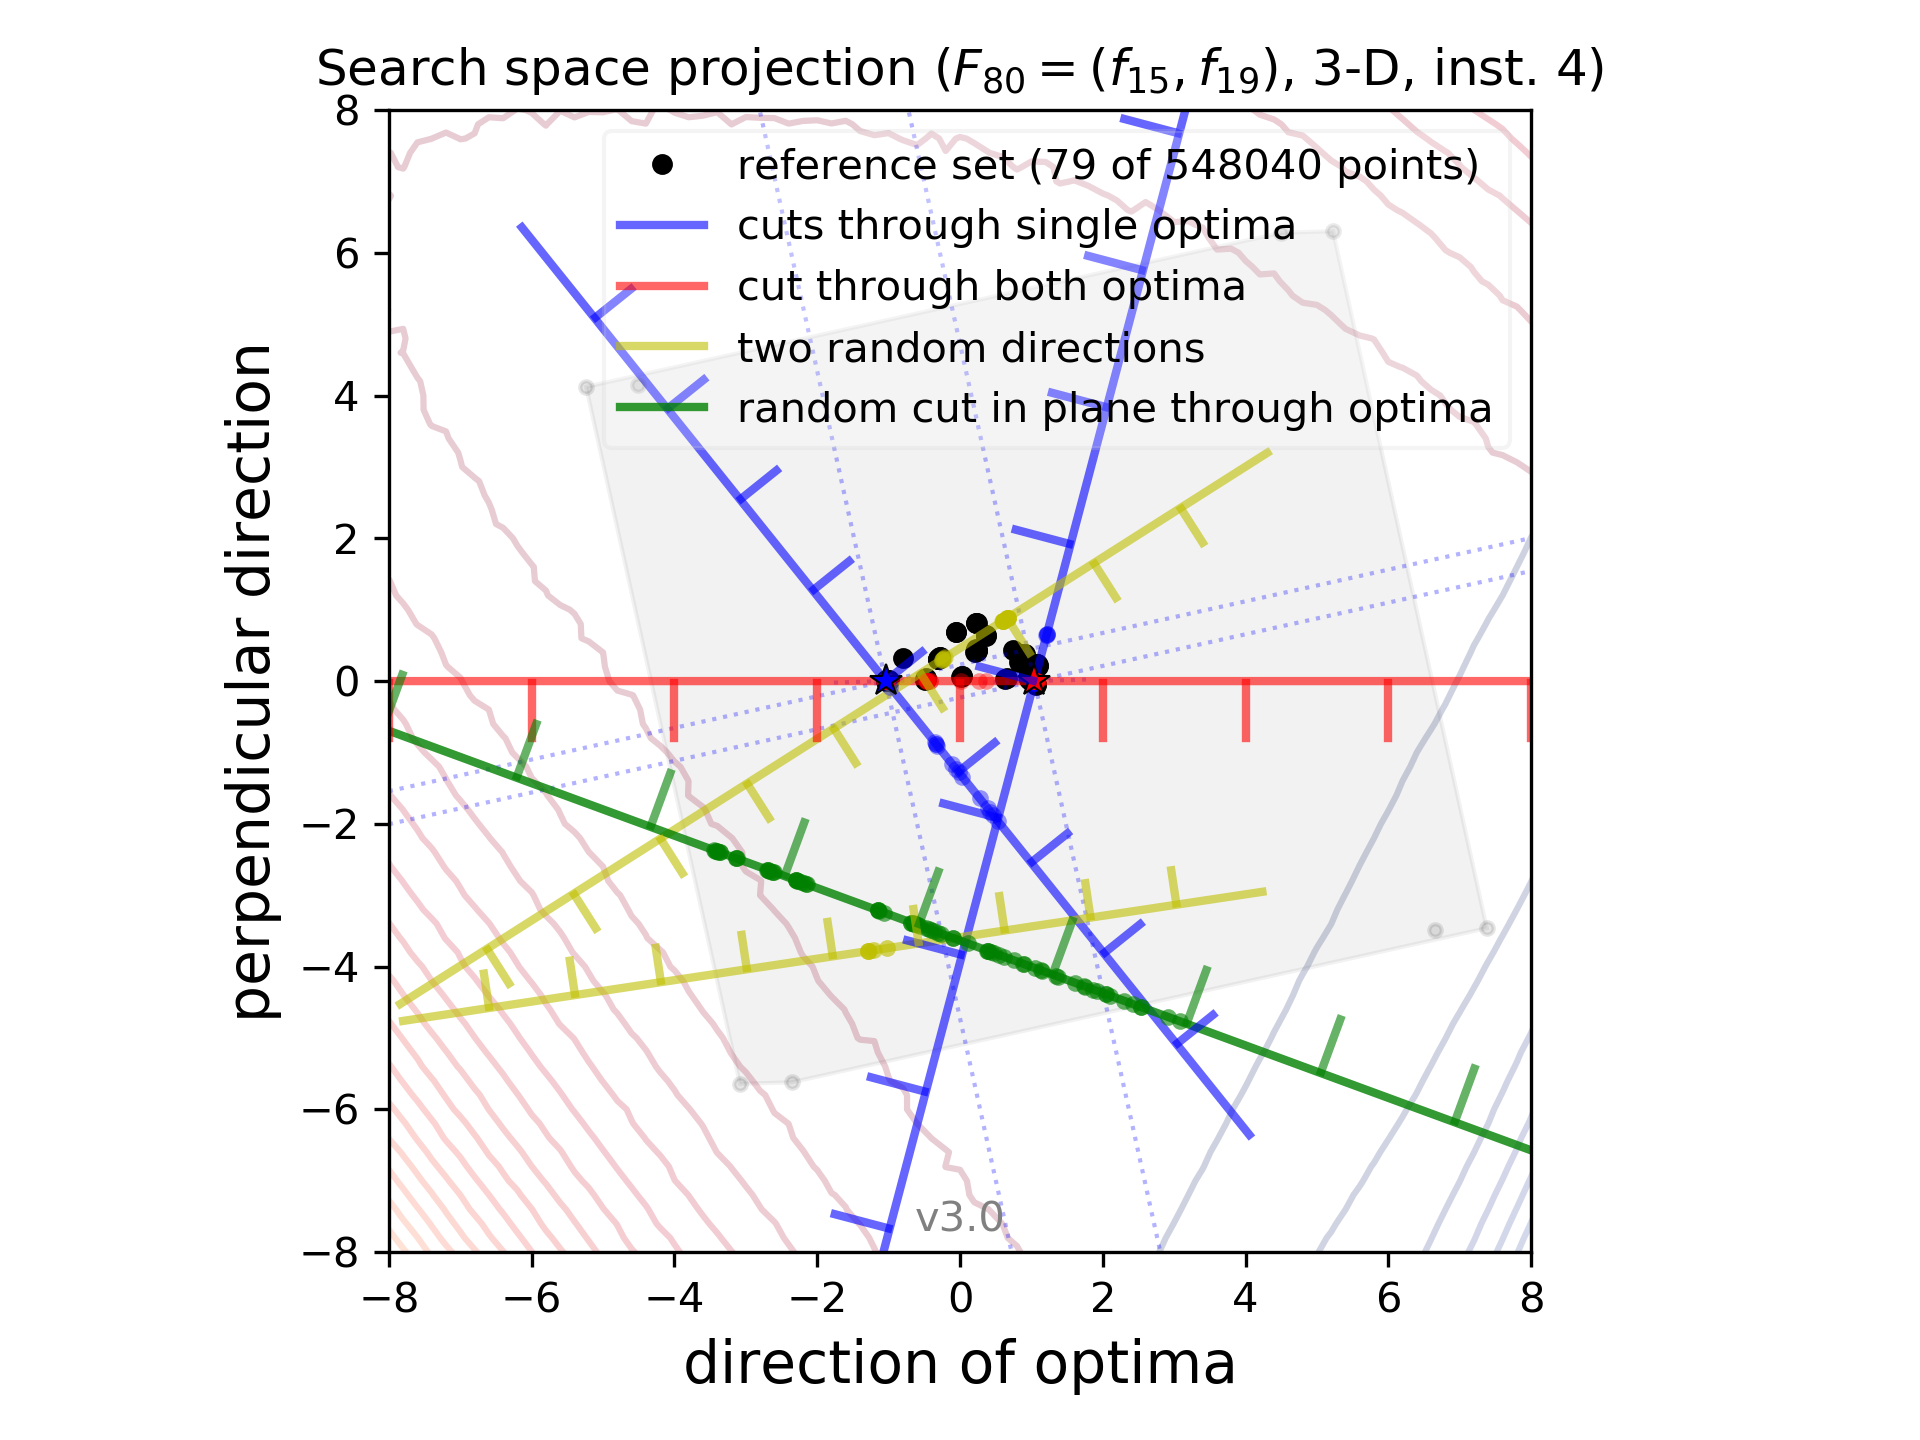 Search space projection (F₈₀ = (f₁₅, f₁₉), 3-D, inst. 4)
reference set (79 of 548040 points)
cuts through single optima
cut through both optima
two random directions
random cut in plane through optima
perpendicular direction
8
6
4
2
0
−2
−4
−6
−8
v3.0
−8 −6 −4 −2 0 2 4 6 8
direction of optima